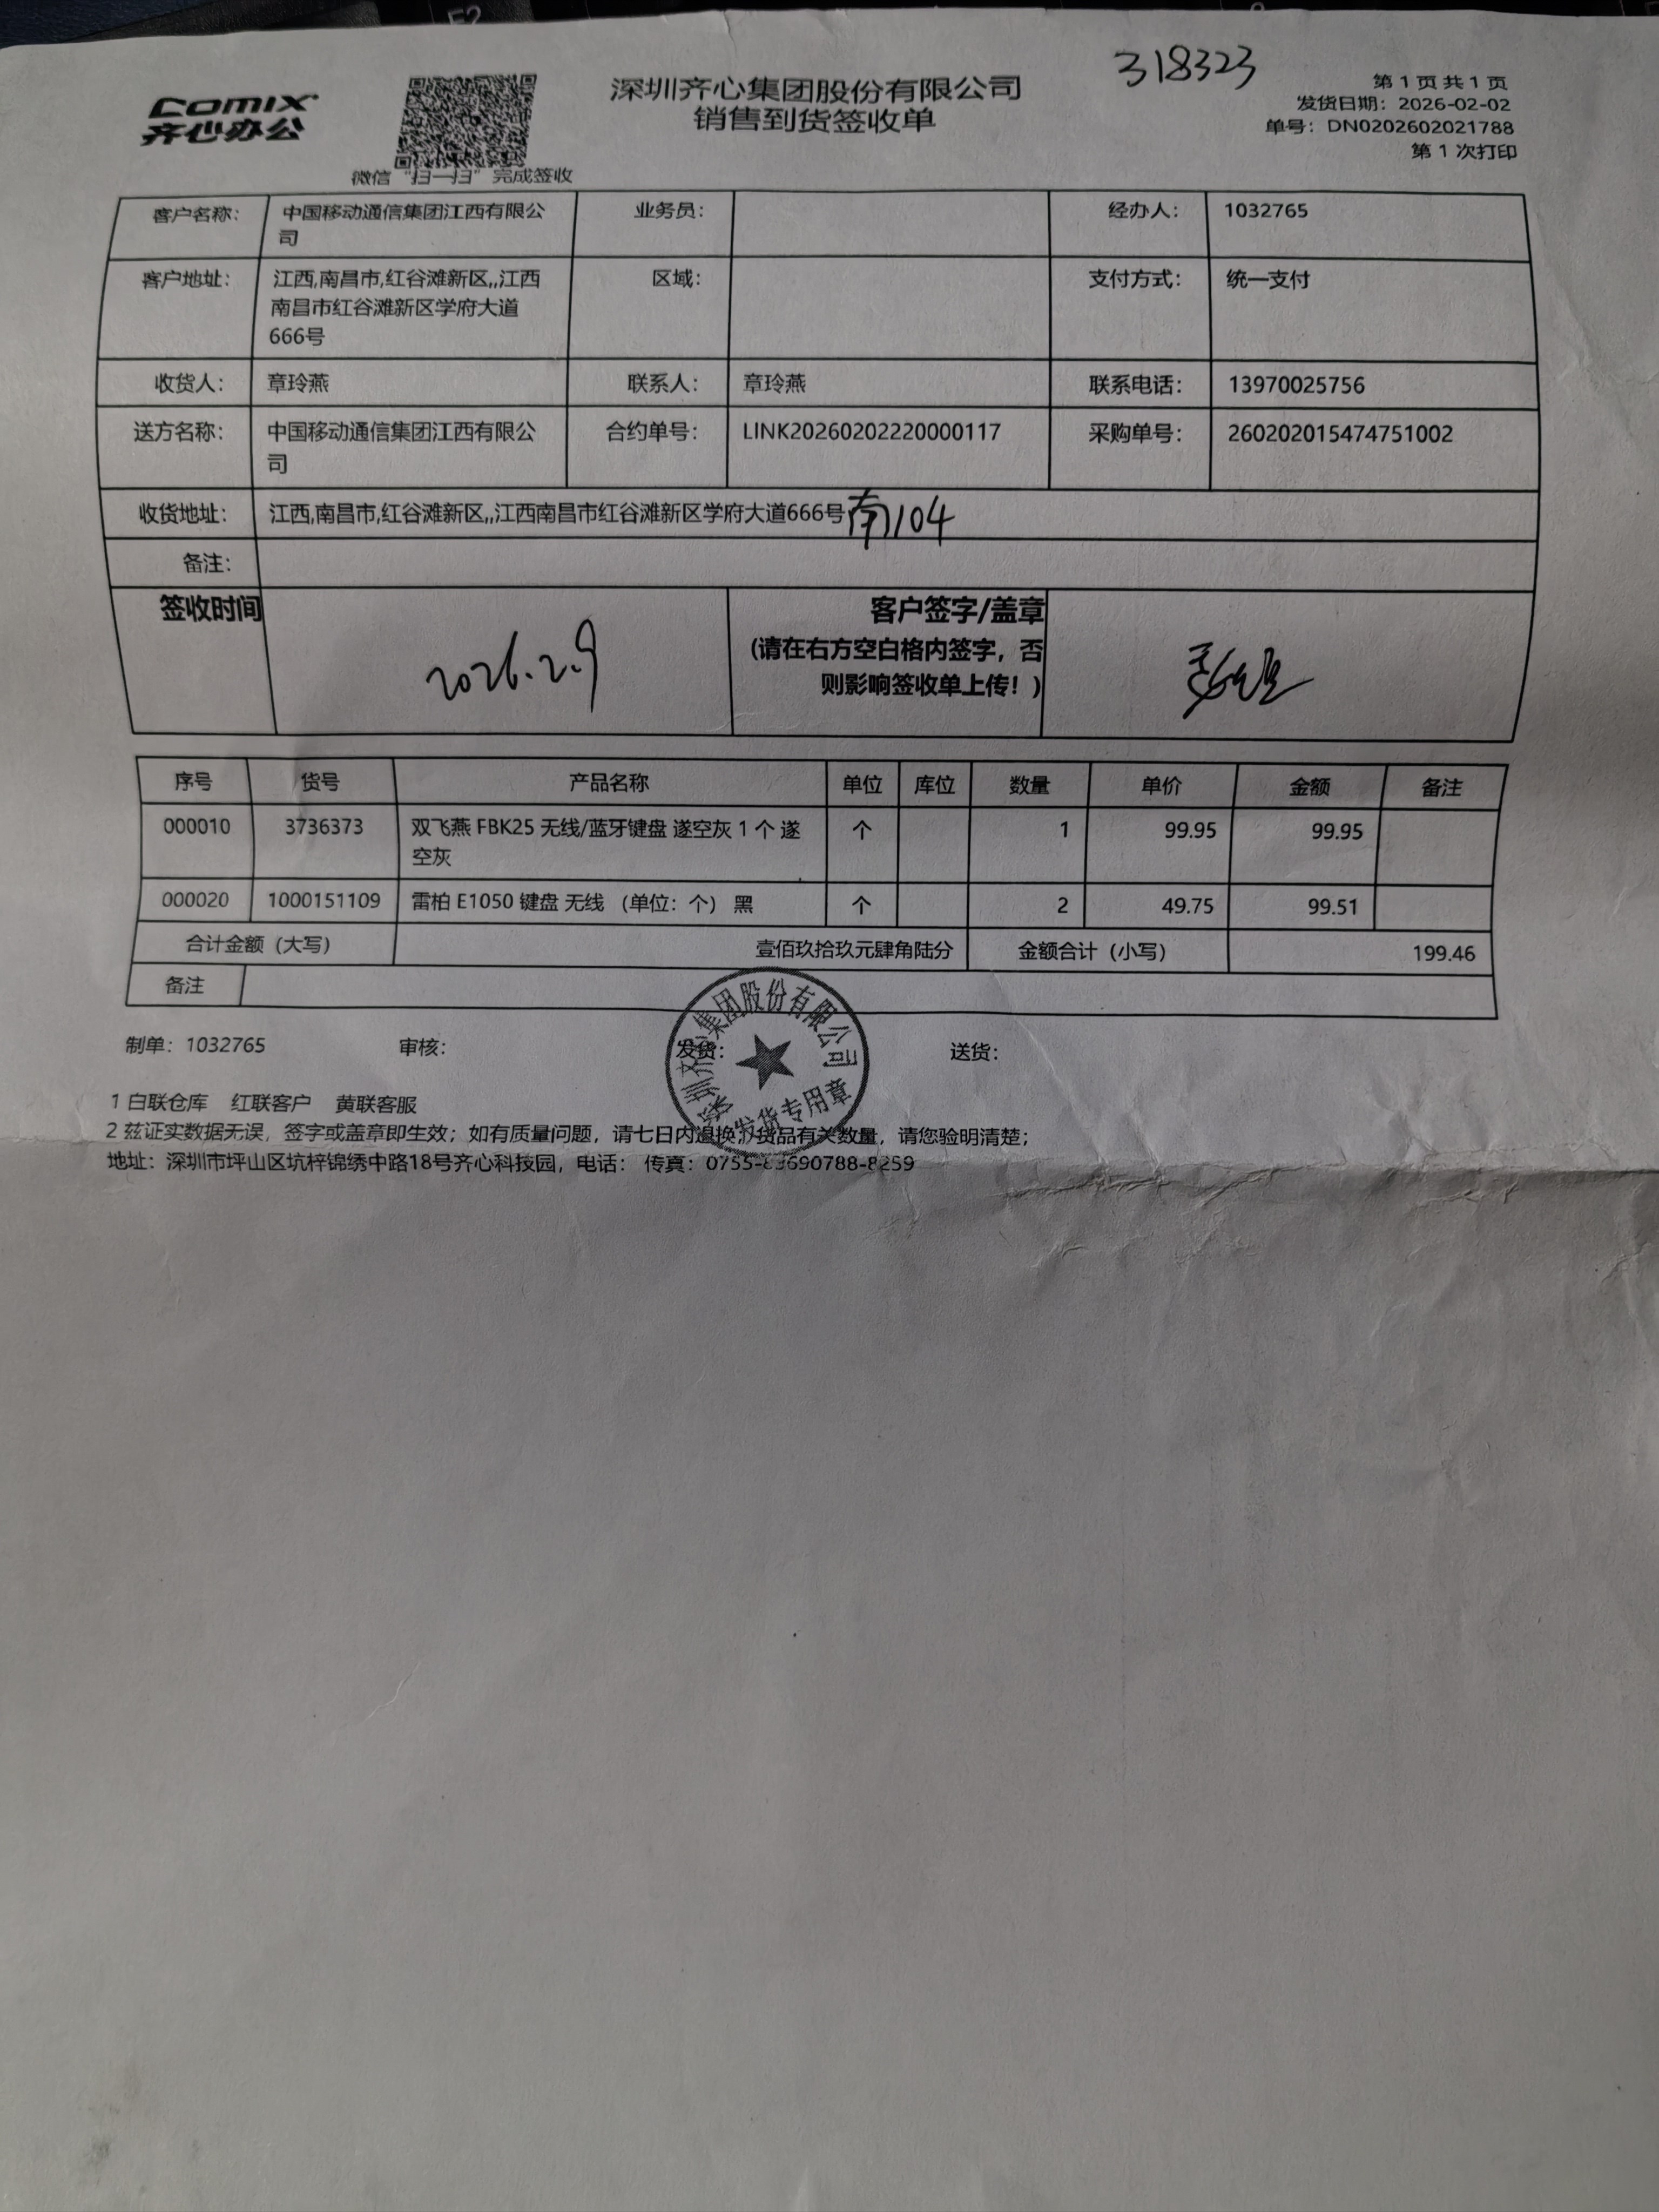 F2
318323
COMIX
齐心办公
微信“扫一扫”完成签收
深圳齐心集团股份有限公司
销售到货签收单
第 1 页 共 1 页
发货日期：2026-02-02
单号：DN0202602021788
第 1 次打印
客户名称： 中国移动通信集团江西有限公司 业务员： 经办人： 1032765
客户地址： 江西,南昌市,红谷滩新区,,江西南昌市红谷滩新区学府大道666号 区域： 支付方式： 统一支付
收货人： 章玲燕 联系人： 章玲燕 联系电话： 13970025756
送方名称： 中国移动通信集团江西有限公司 合约单号： LINK20260202220000117 采购单号： 260202015474751002
收货地址： 江西,南昌市,红谷滩新区,,江西南昌市红谷滩新区学府大道666号 南104
备注：
签收时间 2026.2.9 客户签字/盖章
(请在右方空白格内签字，否
则影响签收单上传！)
序号 货号 产品名称 单位 库位 数量 单价 金额 备注
000010 3736373 双飞燕 FBK25 无线/蓝牙键盘 遂空灰 1 个 遂空灰 个 1 99.95 99.95
000020 1000151109 雷柏 E1050 键盘 无线 （单位：个） 黑 个 2 49.75 99.51
合计金额（大写） 壹佰玖拾玖元肆角陆分 金额合计（小写） 199.46
备注
制单：1032765 审核： 发货： 送货：
深圳齐心集团股份有限公司
发货专用章
1 白联仓库 红联客户 黄联客服
2 兹证实数据无误，签字或盖章即生效；如有质量问题，请七日内退换；货品有关数量，请您验明清楚；
地址：深圳市坪山区坑梓锦绣中路18号齐心科技园，电话： 传真：0755-83690788-8259